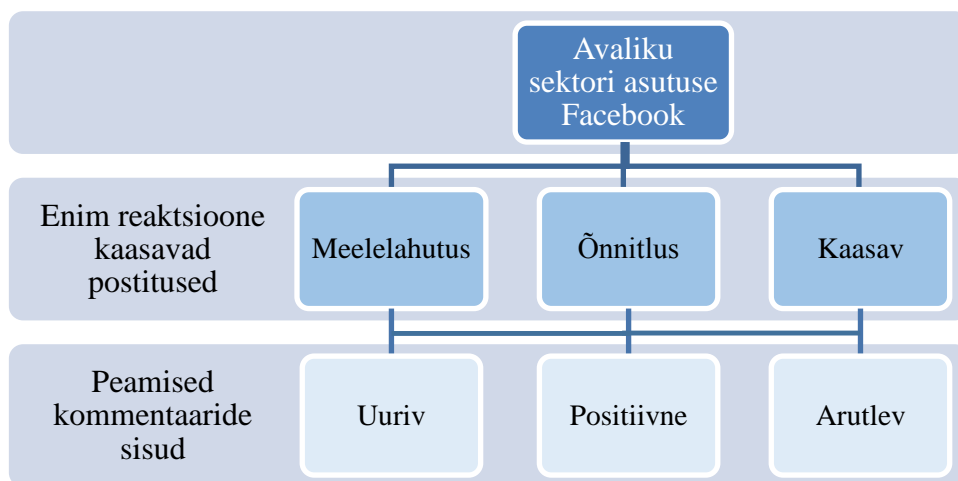 Avaliku
sektori asutuse
Facebook
Enim reaktsioone
kaasavad
postitused
Meelelahutus
Õnnitlus
Kaasav
Peamised
kommentaaride
sisud
Uuriv
Positiivne
Arutlev